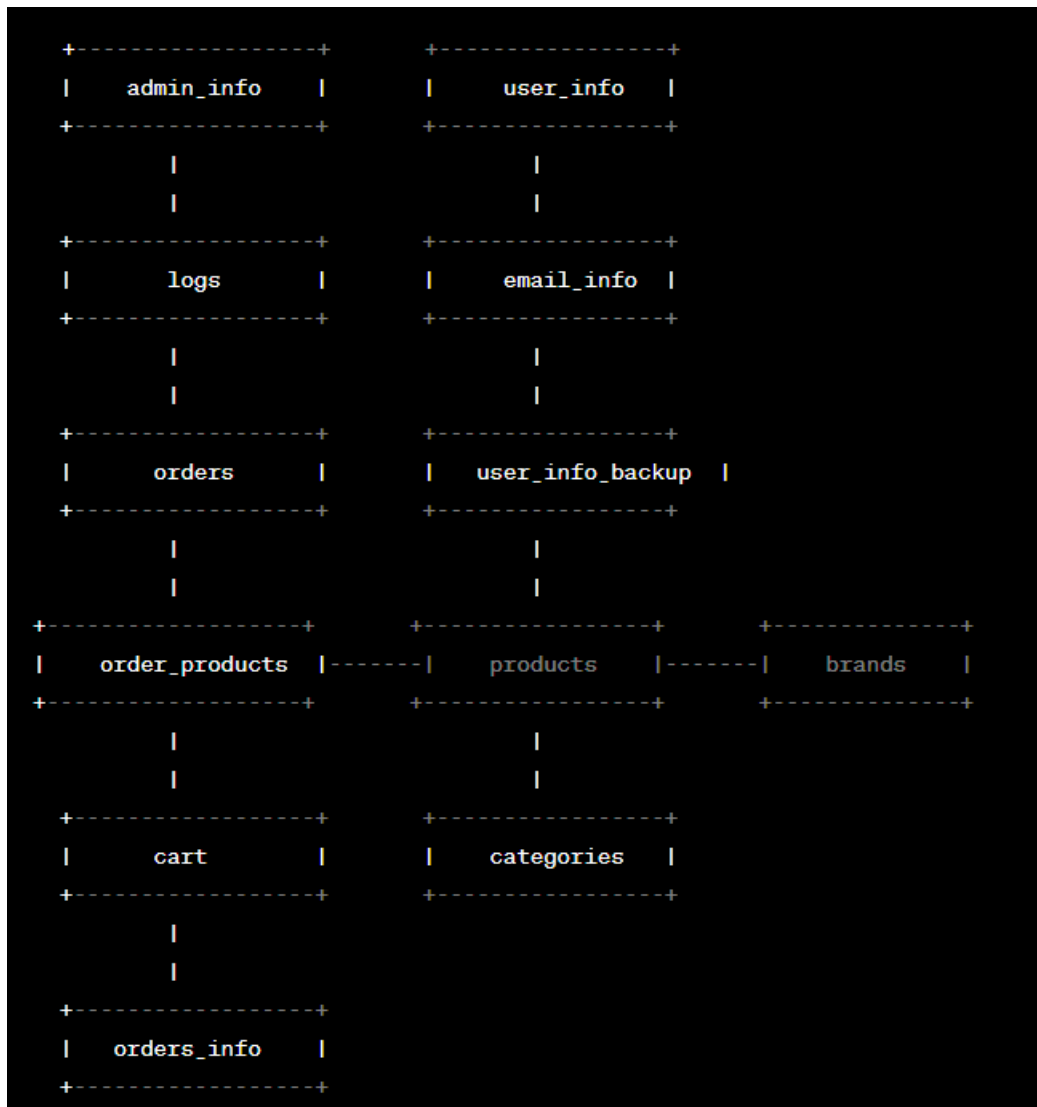 +------------------+       +-----------------+
|    admin_info    |       |     user_info   |
+------------------+       +-----------------+
        |                          |
        |                          |
+------------------+       +-----------------+
|       logs       |       |     email_info  |
+------------------+       +-----------------+
        |                          |
        |                          |
+------------------+       +-----------------+
|      orders      |       |   user_info_backup  |
+------------------+       +-----------------+
        |                          |
        |                          |
+-------------------+       +-----------------+       +--------------+
|    order_products  |-------|    products    |-------|    brands    |
+-------------------+       +-----------------+       +--------------+
        |                          |
        |                          |
+------------------+       +-----------------+
|      cart        |       |    categories   |
+------------------+       +-----------------+
        |
        |
+------------------+
|   orders_info    |
+------------------+